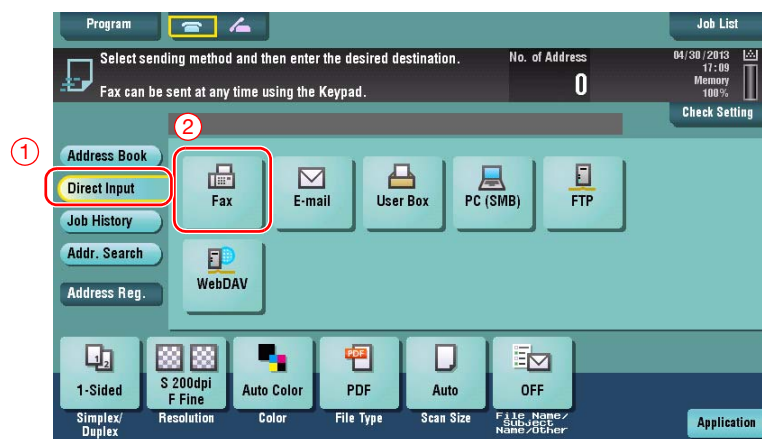 Program
Job List
Select sending method and then enter the desired destination.
Fax can be sent at any time using the Keypad.
No. of Address
0
04/30/2013
17:09
Memory
100%
Check Setting
①
②
Address Book
Direct Input
Job History
Addr. Search
Address Reg.
Fax
E-mail
User Box
PC (SMB)
FTP
WebDAV
1 2
1-Sided
Simplex/
Duplex
S 200dpi
F Fine
Resolution
Auto Color
Color
PDF
PDF
File Type
Auto
Scan Size
OFF
File Name/
Subject
Name/Other
Application